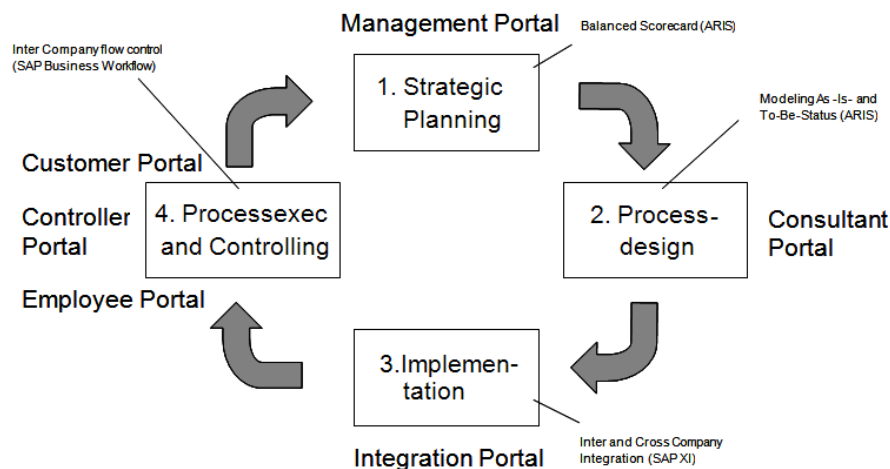 Management Portal
Balanced Scorecard (ARIS)
Inter Company flow control
(SAP Business Workflow)
1. Strategic
Planning
Modeling As -Is- and
To-Be-Status (ARIS)
Customer Portal
Controller
Portal
4. Processexec
and Controlling
Employee Portal
2. Process-
design
Consultant
Portal
3.Implemen-
tation
Integration Portal
Inter and Cross Company
Integration (SAP XI)